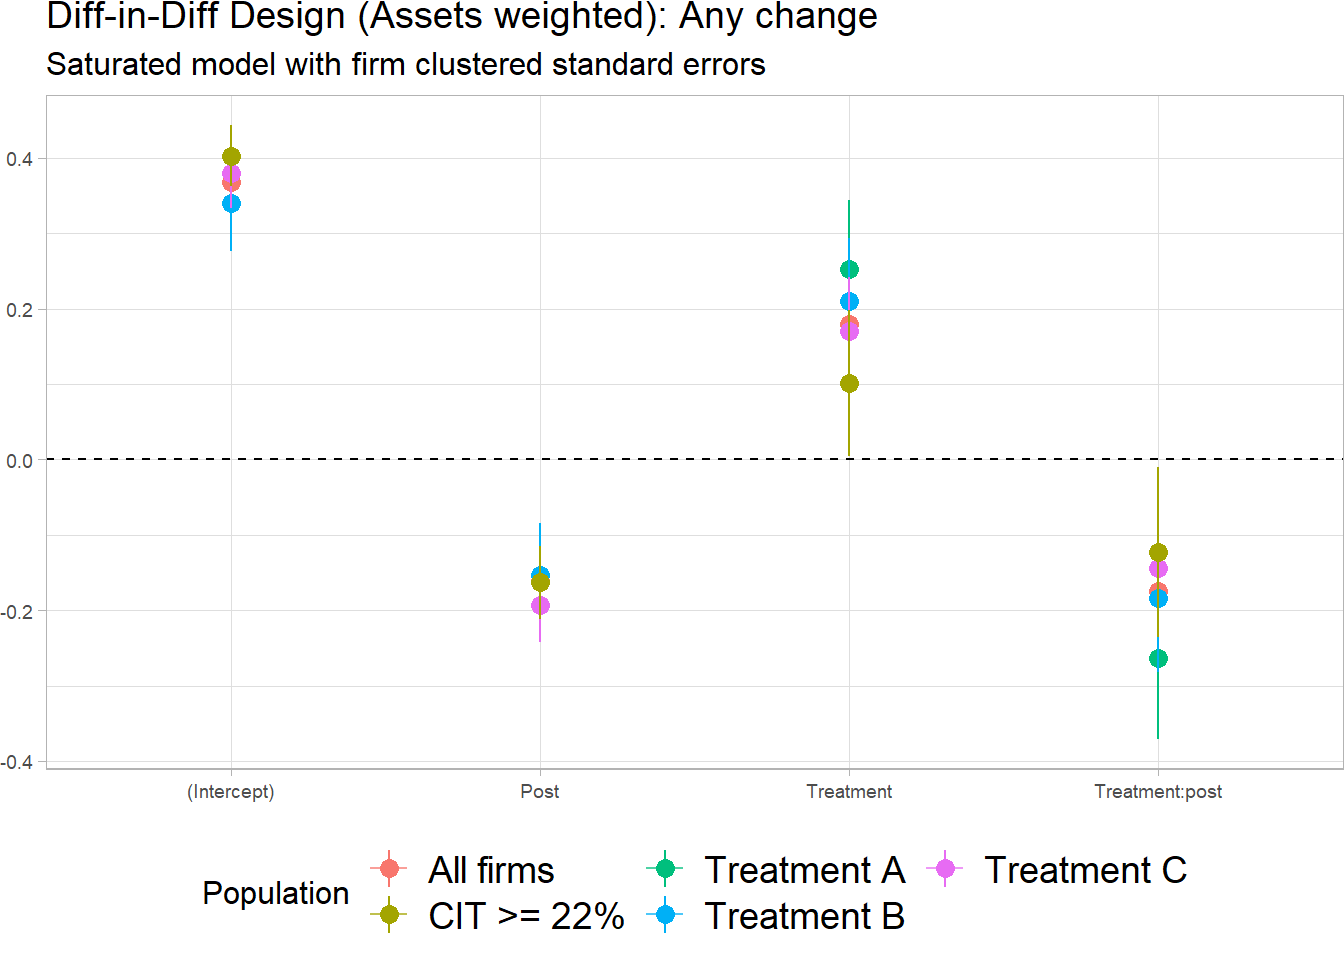 Diff-in-Diff Design (Assets weighted): Any change
Saturated model with firm clustered standard errors
0.4
0.2
0.0
-0.2
-0.4
(Intercept) Post Treatment Treatment:post
Population
All firms Treatment A Treatment C
CIT >= 22% Treatment B